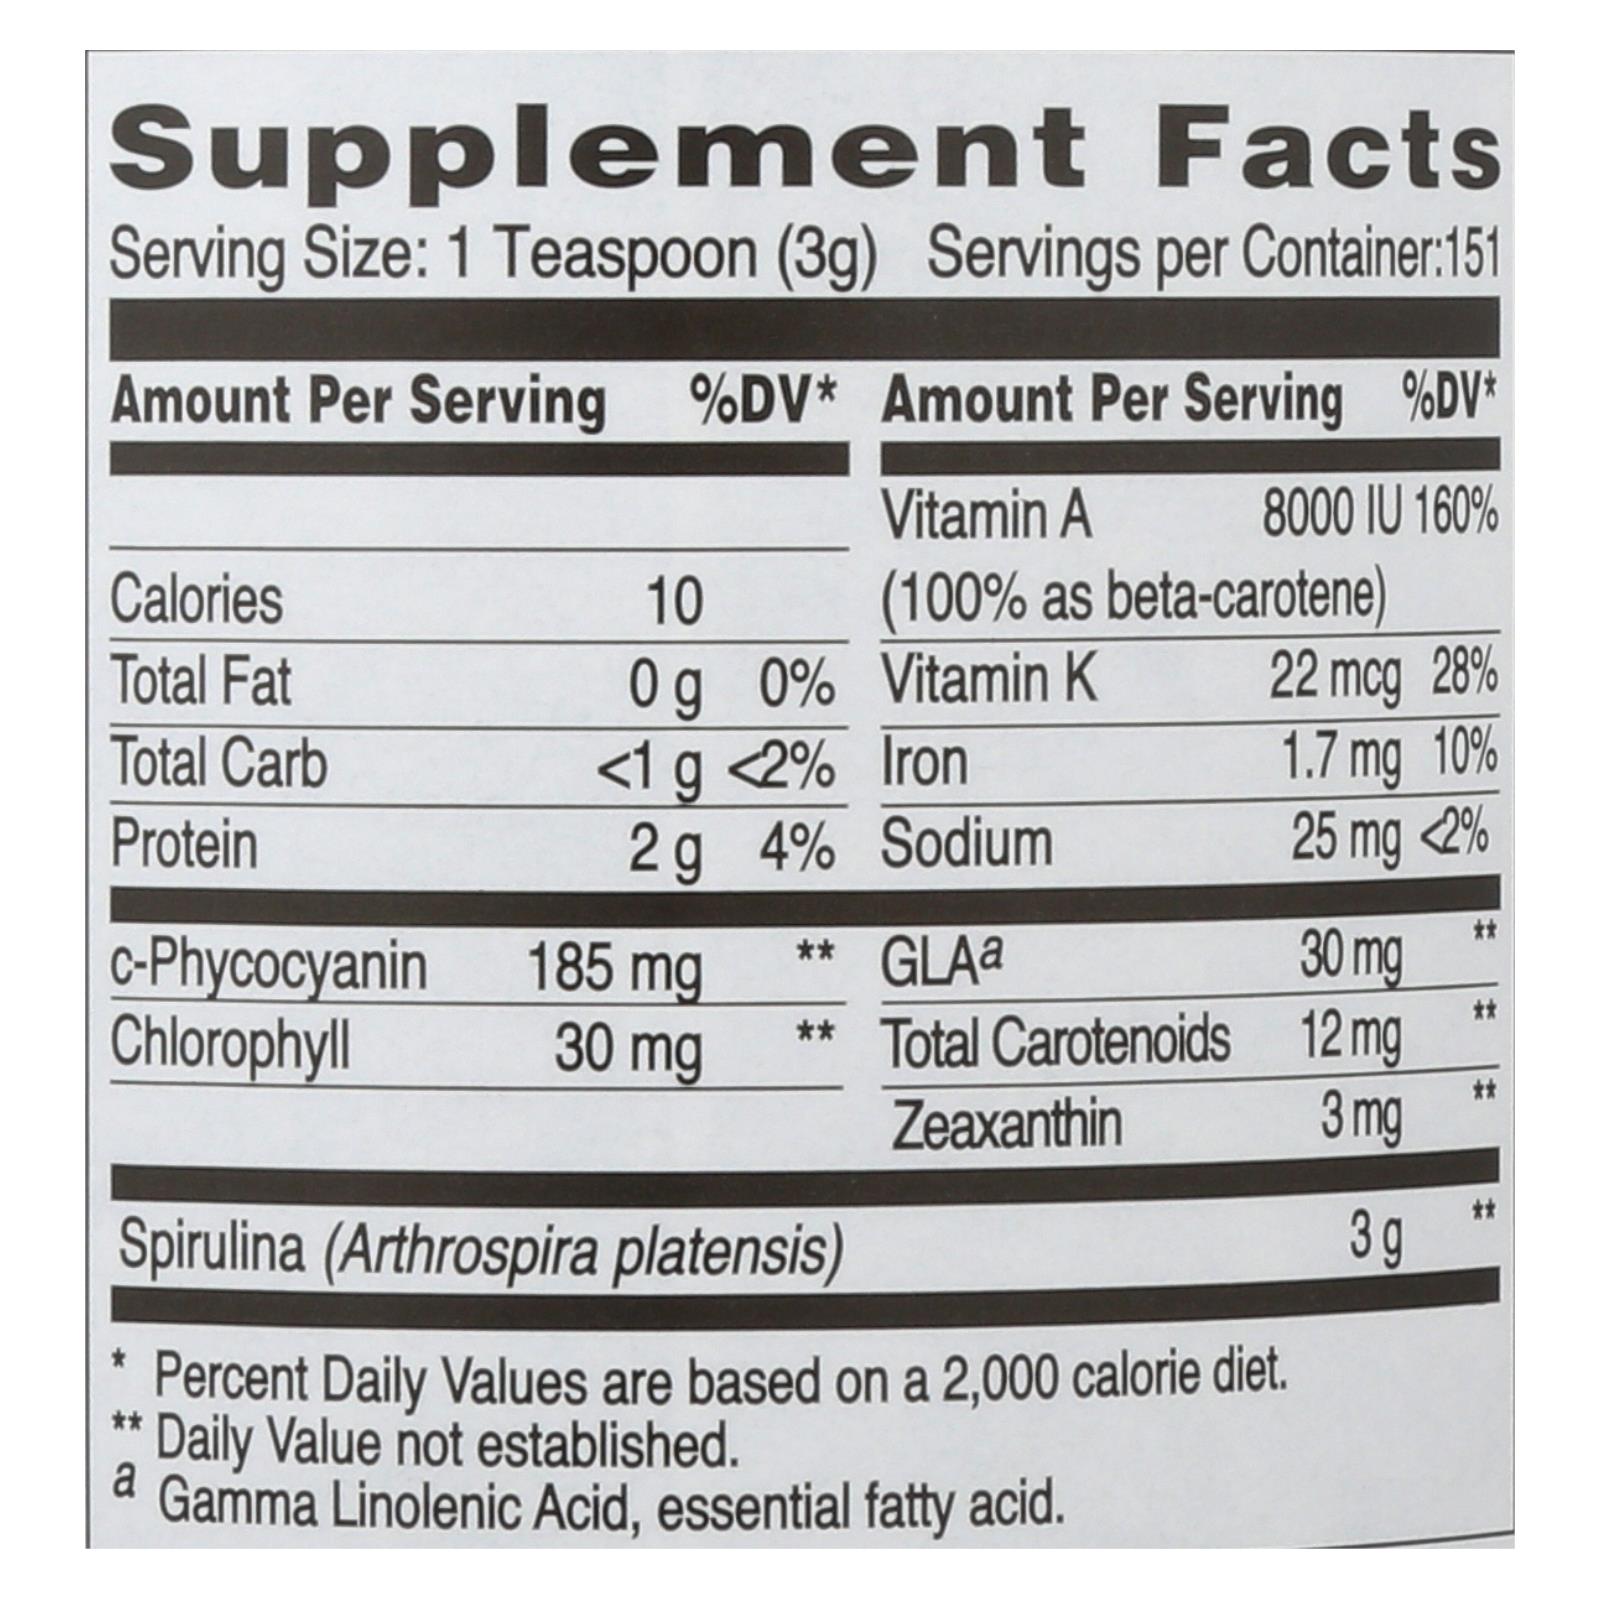 Supplement Facts
Serving Size: 1 Teaspoon (3g) Servings per Container:151
Amount Per Serving %DV* Amount Per Serving %DV*
Vitamin A 8000 IU 160%
Calories 10 (100% as beta-carotene)
Total Fat 0 g 0% Vitamin K 22 mcg 28%
Total Carb <1 g <2% Iron 1.7 mg 10%
Protein 2 g 4% Sodium 25 mg <2%
c-Phycocyanin 185 mg ** GLAa 30 mg **
Chlorophyll 30 mg ** Total Carotenoids 12 mg **
Zeaxanthin 3 mg **
Spirulina (Arthrospira platensis) 3 g **
* Percent Daily Values are based on a 2,000 calorie diet.
** Daily Value not established.
a Gamma Linolenic Acid, essential fatty acid.